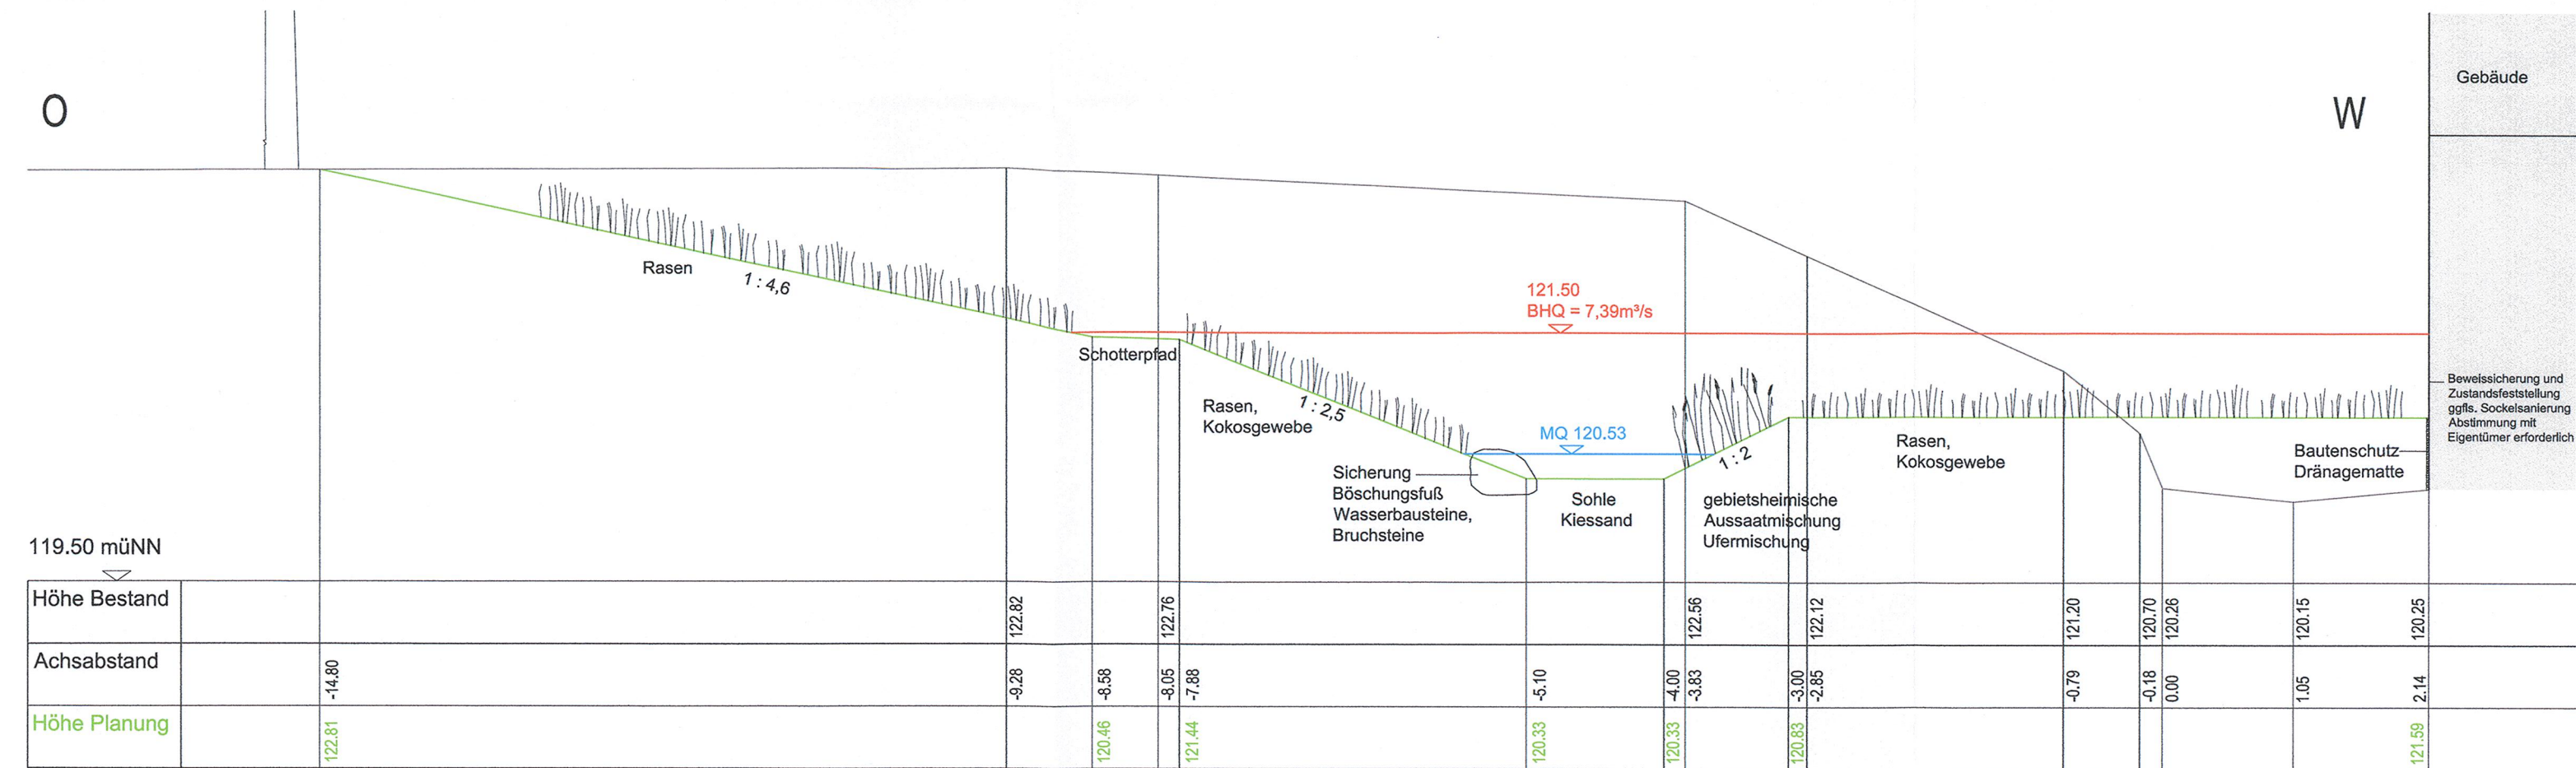 O
W
Gebäude
Rasen
1 : 4,6
121.50
BHQ = 7,39m³/s
Schotterpfad
Rasen,
Kokosgewebe
1 : 2,5
MQ 120.53
Sicherung
Böschungsfuß
Wasserbausteine,
Bruchsteine
Sohle
Kiessand
1 : 2
gebietsheimische
Aussaatmischung
Ufermischung
Rasen,
Kokosgewebe
Bautenschutz
Dränagematte
Beweissicherung und
Zustandsfeststellung
ggfls. Sockelsanierung
Abstimmung mit
Eigentümer erforderlich
119.50 müNN
Höhe Bestand
122.82
122.76
122.56
122.12
121.20
120.70
120.26
120.15
120.25
Achsabstand
-14.80
-9.28
-8.58
-8.05
-7.88
-5.10
-4.00
-3.83
-3.00
-2.85
-0.79
-0.18
0.00
1.05
2.14
Höhe Planung
122.81
120.46
121.44
120.33
120.33
120.83
121.59